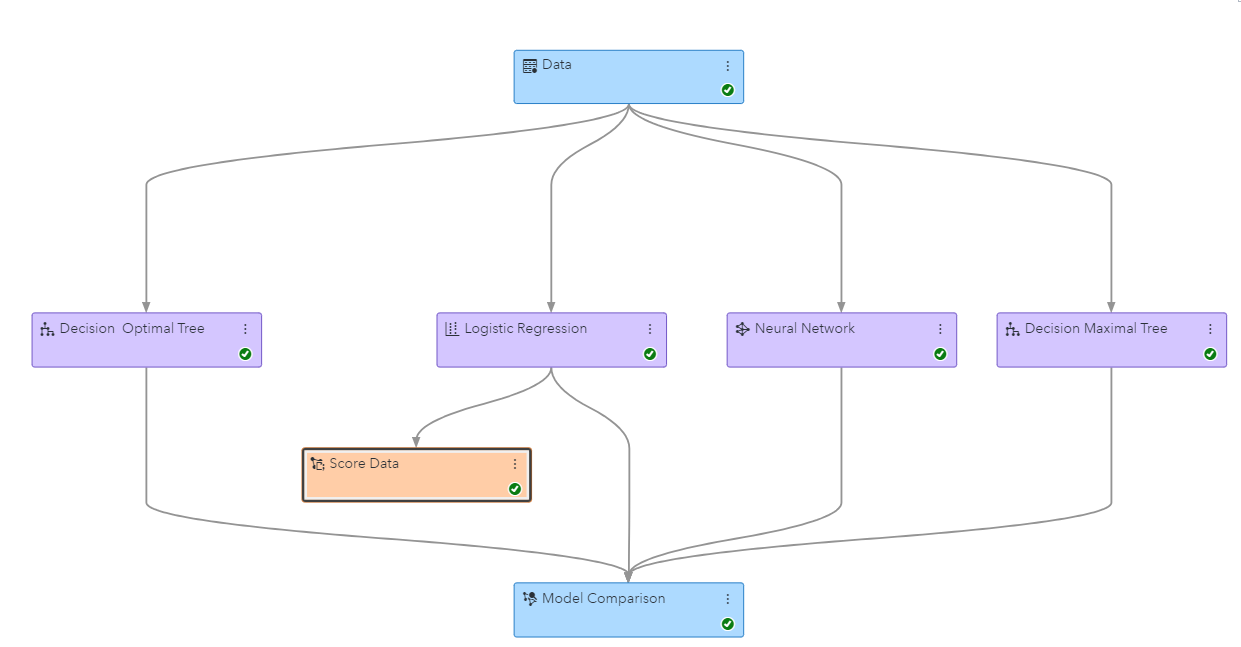 Data
Decision  Optimal Tree
Logistic Regression
Neural Network
Decision Maximal Tree
Score Data
Model Comparison